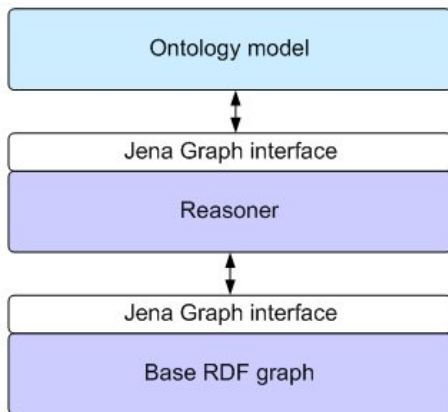 Ontology model
Jena Graph interface
Reasoner
Jena Graph interface
Base RDF graph